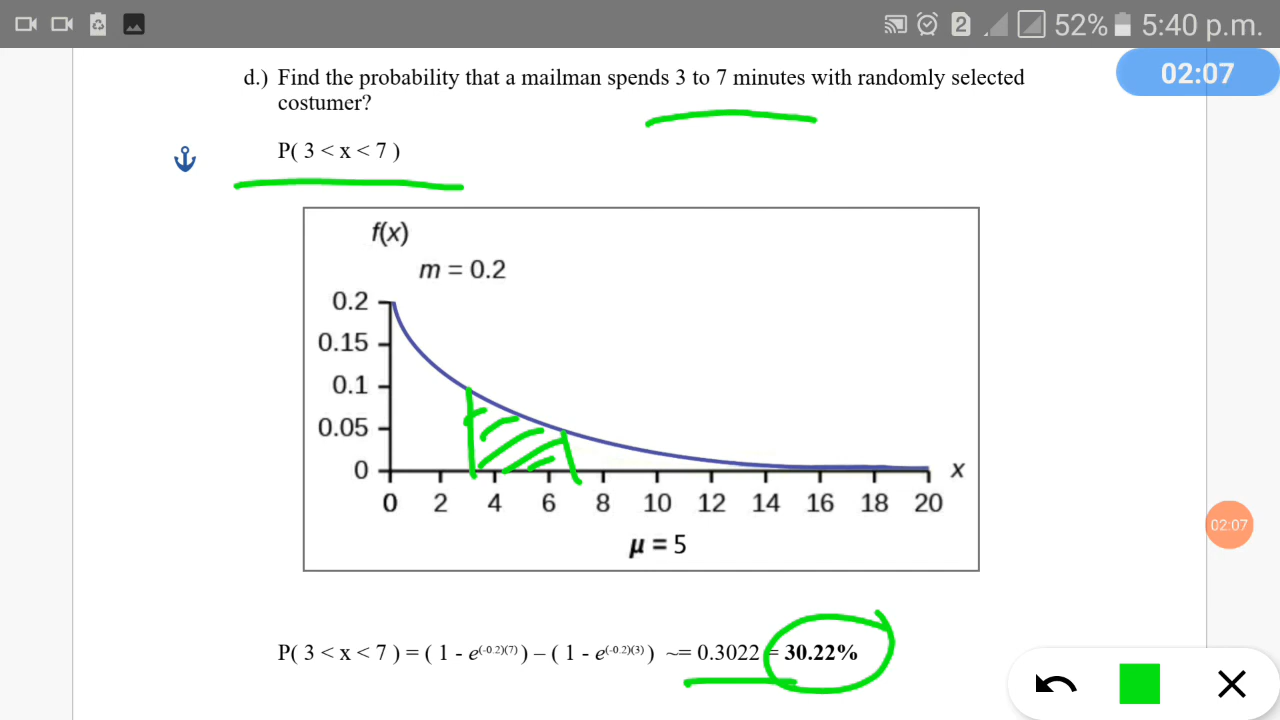 2 52% 5:40 p.m.
02:07
d.) Find the probability that a mailman spends 3 to 7 minutes with randomly selected
costumer?
P( 3 < x < 7 )
f(x)
m = 0.2
0.2
0.15
0.1
0.05
0
x
0 2 4 6 8 10 12 14 16 18 20
μ = 5
02:07
P( 3 < x < 7 ) = ( 1 - e(-0.2)(7) ) – ( 1 - e(-0.2)(3) ) ~= 0.3022 = 30.22%